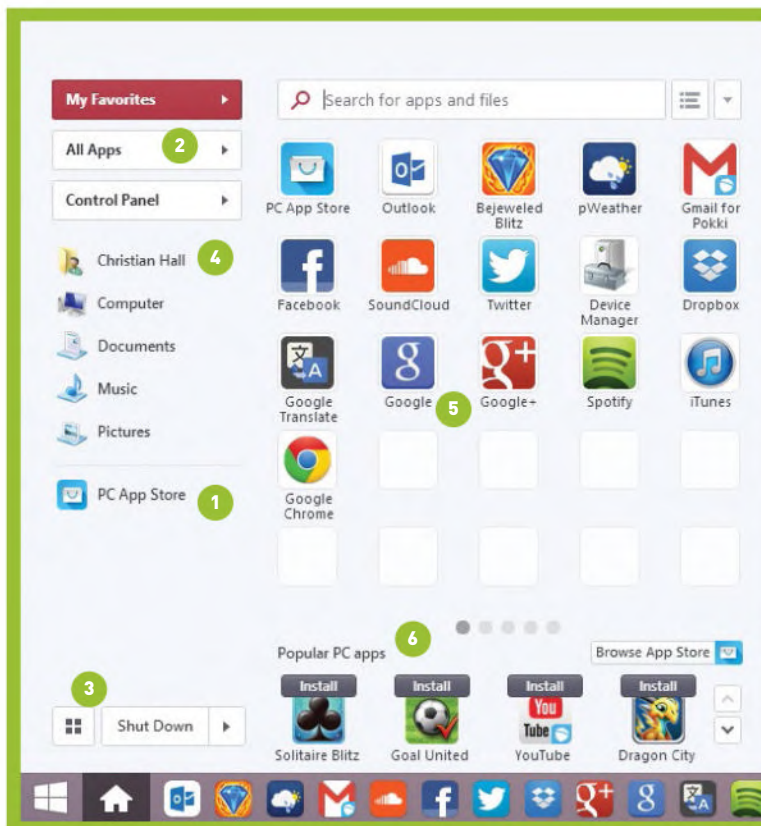 My Favorites
All Apps
2
Control Panel
Christian Hall
4
Computer
Documents
Music
Pictures
PC App Store
1
3
Shut Down
Search for apps and files
PC App Store
Outlook
Bejeweled
Blitz
pWeather
Gmail for
Pokki
Facebook
SoundCloud
Twitter
Device
Manager
Dropbox
Google
Translate
Google
Google+
Spotify
iTunes
5
Google
Chrome
6
Popular PC apps
Browse App Store
Install
Install
Install
Install
You
Tube
Solitaire Blitz
Goal United
YouTube
Dragon City